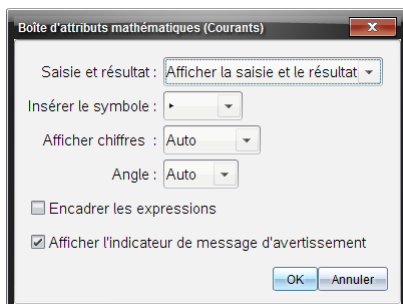 Boîte d'attributs mathématiques (Courants)
Saisie et résultat : Afficher la saisie et le résultat
Insérer le symbole :
Afficher chiffres : Auto
Angle : Auto
Encadrer les expressions
Afficher l'indicateur de message d'avertissement
OK Annuler